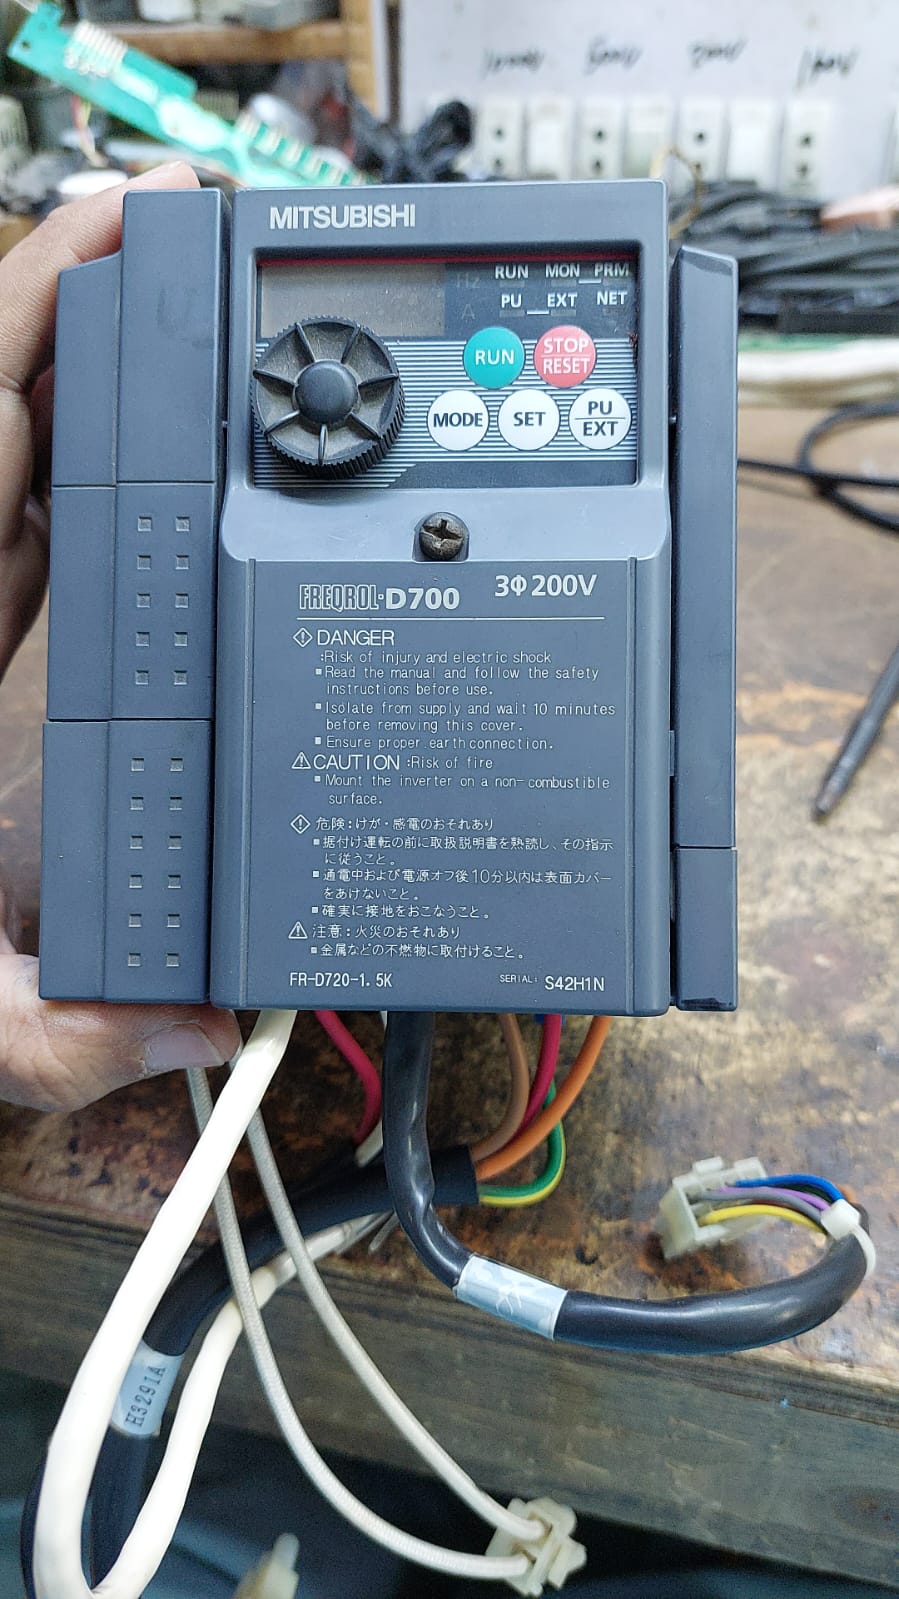 MITSUBISHI
Hz
A
RUN MON PRM
PU EXT NET
RUN
STOP
RESET
MODE
SET
PU
EXT
FREQROL-D700
3Φ200V
DANGER
:Risk of injury and electric shock
■Read the manual and follow the safety
instructions before use.
■Isolate from supply and wait 10 minutes
before removing this cover.
■Ensure proper earth connection.
CAUTION :Risk of fire
■Mount the inverter on a non-combustible
surface.
危険:けが・感電のおそれあり
■据付け運転の前に取扱説明書を熟読し、その指示
に従うこと。
■通電中および電源オフ後10分以内は表面カバー
をあけないこと。
■確実に接地をおこなうこと。
注意:火災のおそれあり
■金属などの不燃物に取付けること。
FR-D720-1.5K
SERIAL: S42H1N
H3291A